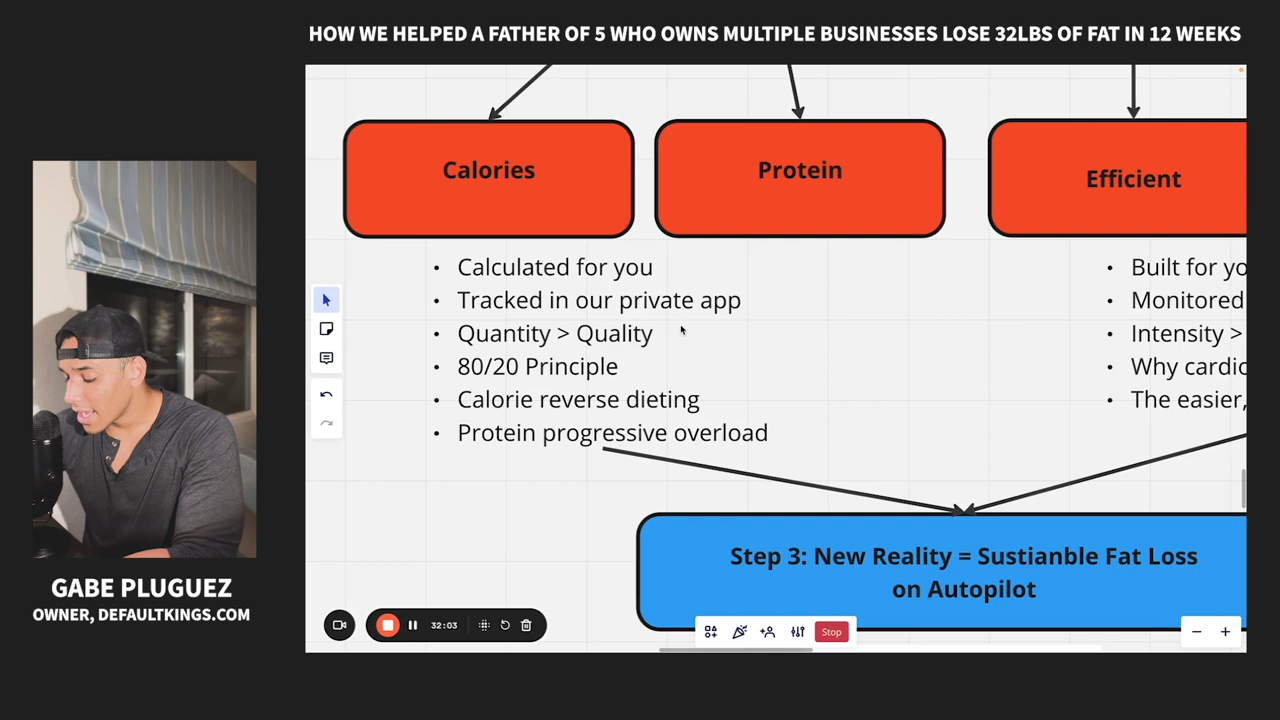 HOW WE HELPED A FATHER OF 5 WHO OWNS MULTIPLE BUSINESSES LOSE 32LBS OF FAT IN 12 WEEKS
Calories
Protein
Efficient
• Calculated for you
• Tracked in our private app
• Quantity > Quality
• 80/20 Principle
• Calorie reverse dieting
• Protein progressive overload
• Built for yo
• Monitored
• Intensity >
• Why cardio
• The easier,
Step 3: New Reality = Sustianble Fat Loss
on Autopilot
32:03
Stop
GABE PLUGUEZ
OWNER, DEFAULTKINGS.COM